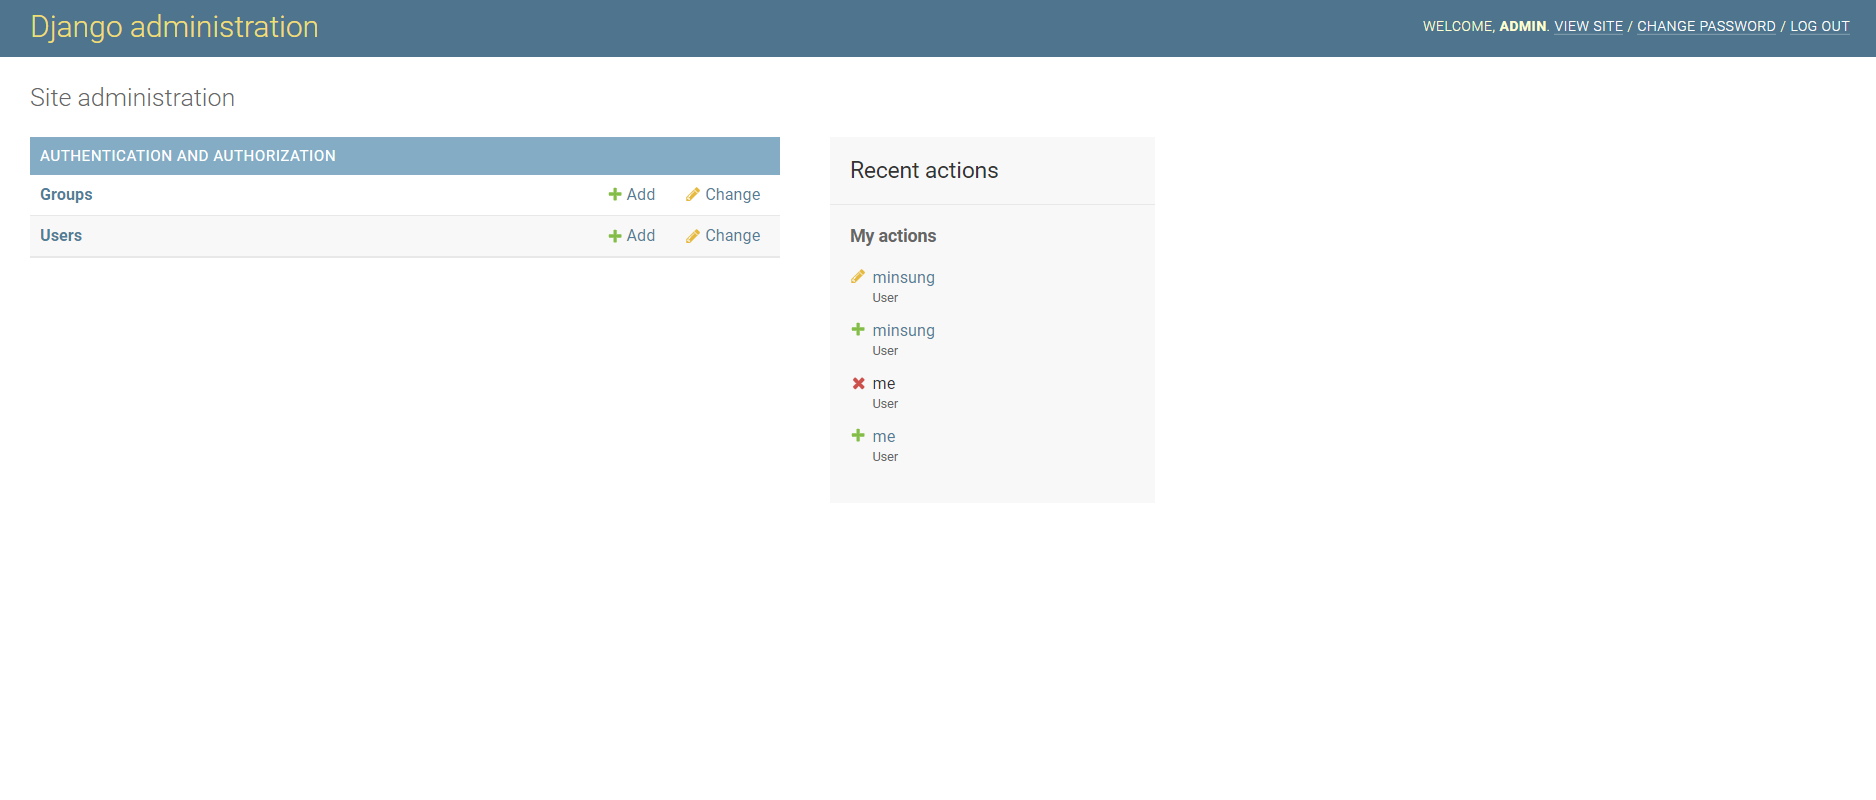 Django administration
WELCOME, ADMIN. VIEW SITE / CHANGE PASSWORD / LOG OUT
Site administration
AUTHENTICATION AND AUTHORIZATION
Groups Add Change
Users Add Change
Recent actions
My actions
minsung
User
minsung
User
me
User
me
User